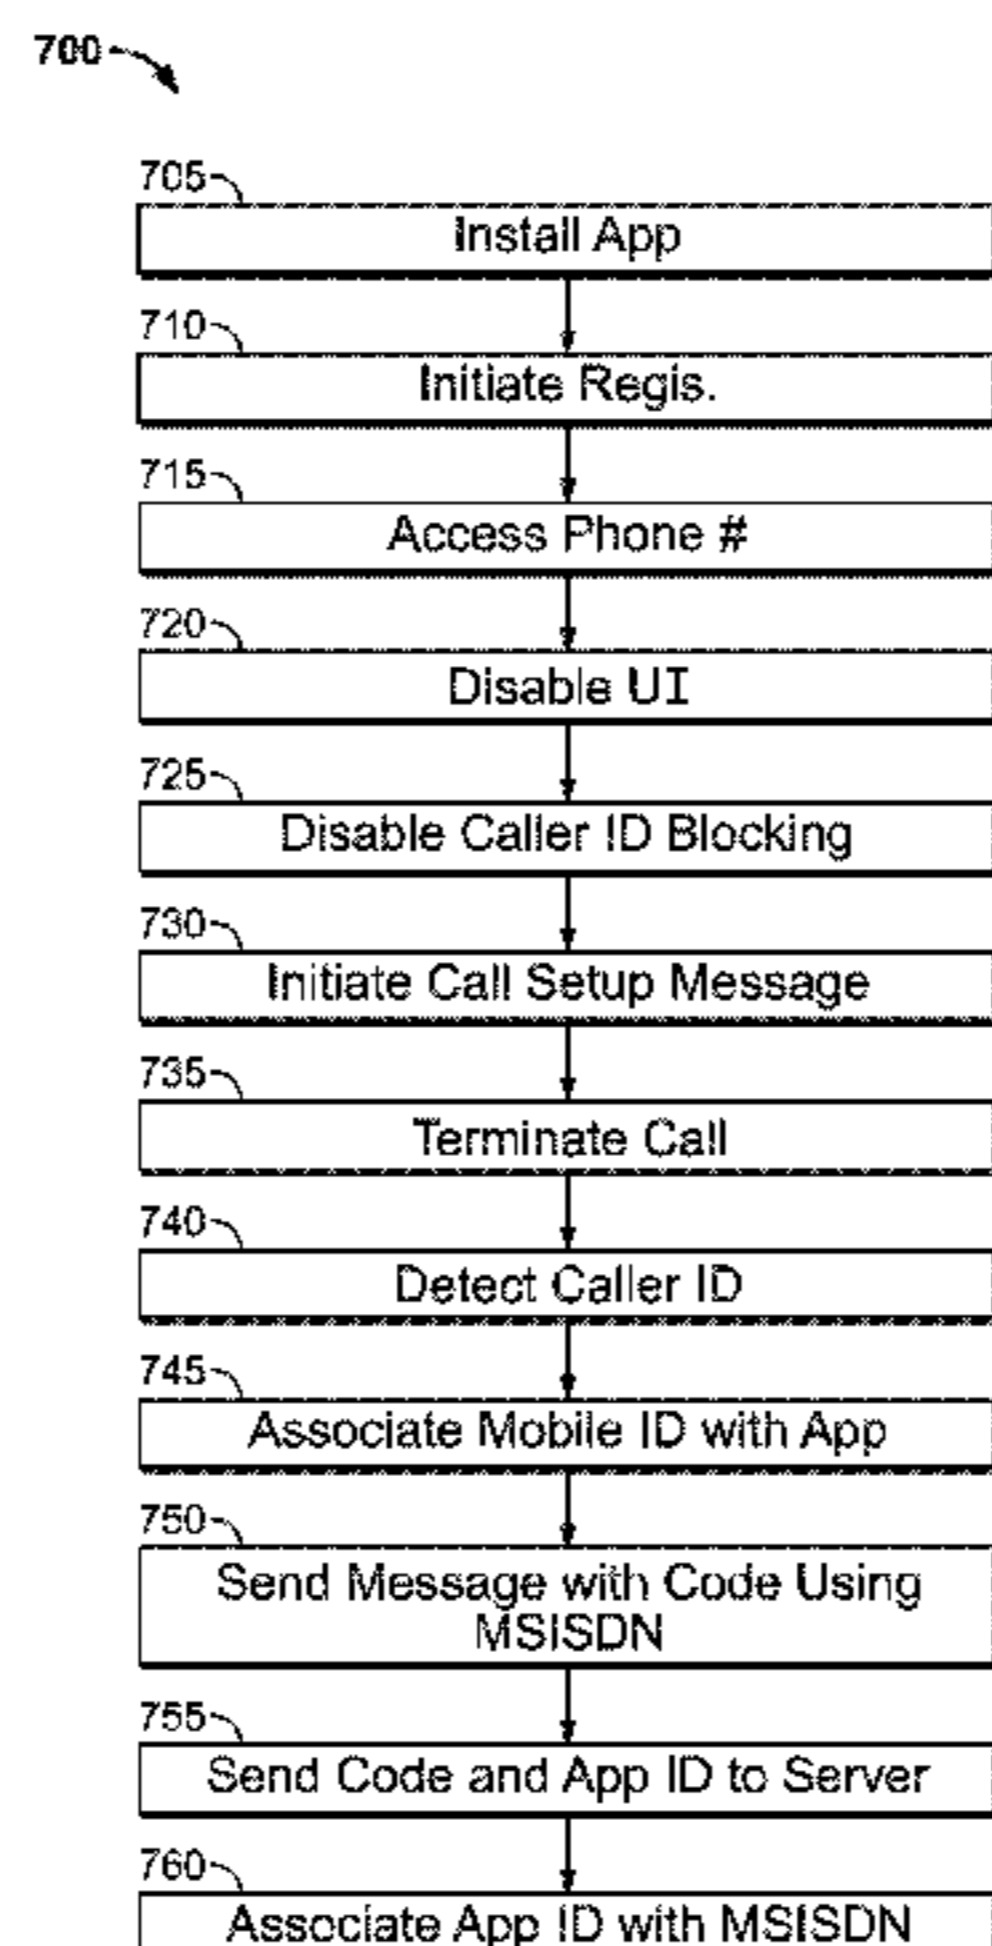 700
705
Install App
710
Initiate Regis.
715
Access Phone #
720
Disable UI
725
Disable Caller ID Blocking
730
Initiate Call Setup Message
735
Terminate Call
740
Detect Caller ID
745
Associate Mobile ID with App
750
Send Message with Code Using
MSISDN
755
Send Code and App ID to Server
760
Associate App ID with MSISDN